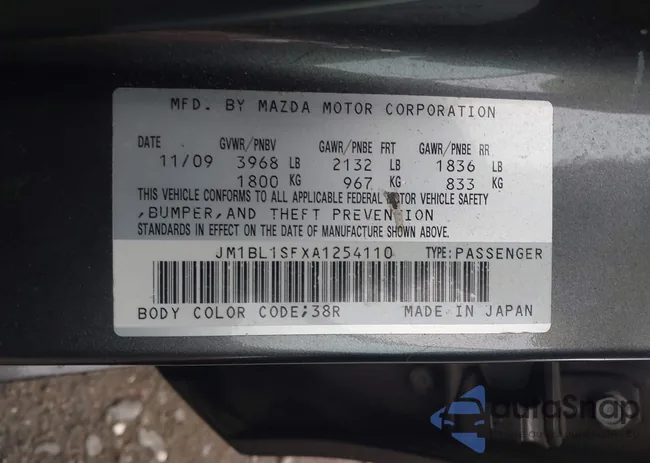 MFD. BY MAZDA MOTOR CORPORATION
DATE GVWR/PNBV GAWR/PNBE FRT GAWR/PNBE RR
11/09 3968 LB 2132 LB 1836 LB
1800 KG 967 KG 833 KG
THIS VEHICLE CONFORMS TO ALL APPLICABLE FEDERAL MOTOR VEHICLE SAFETY
,BUMPER,AND THEFT PREVENTION
STANDARDS IN EFFECT ON THE DATE OF MANUFACTURE SHOWN ABOVE.
JM1BL1SFXA1254110 TYPE:PASSENGER
BODY COLOR CODE;38R MADE IN JAPAN
autoSnap